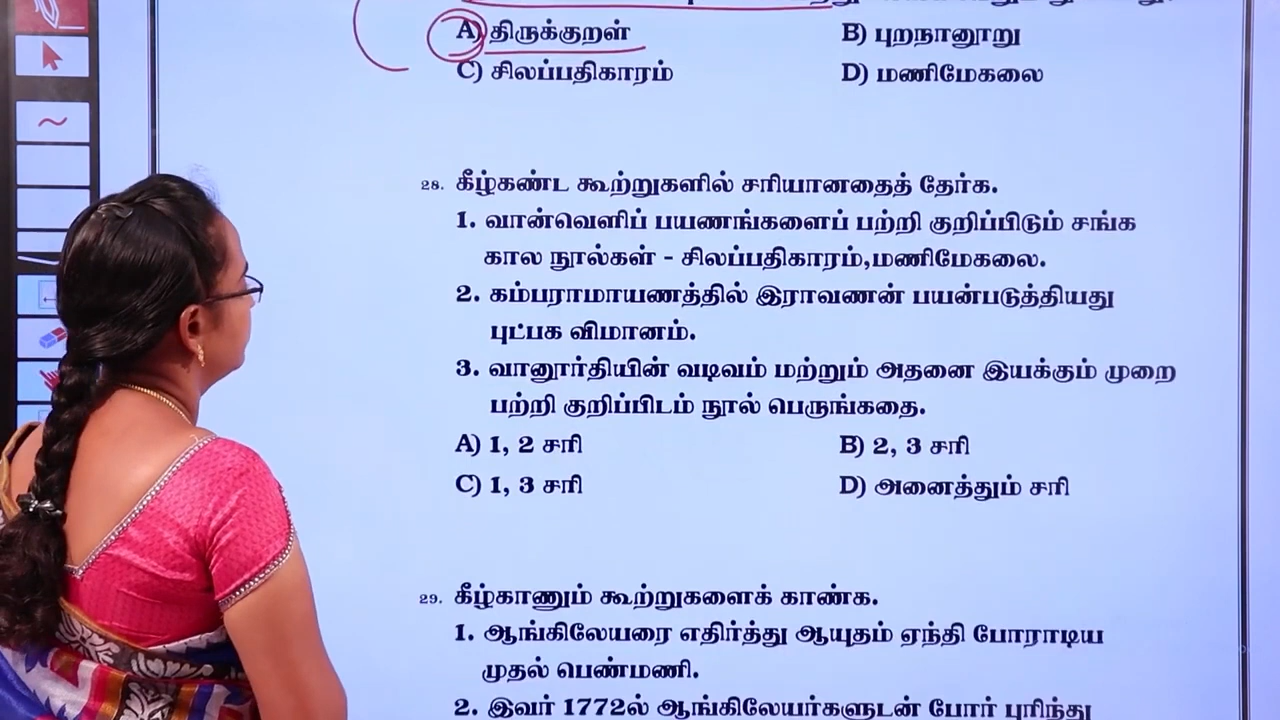 A) திருக்குறள்
B) புறநானூறு
C) சிலப்பதிகாரம்
D) மணிமேகலை
28. கீழ்கண்ட கூற்றுகளில் சரியானதைத் தேர்க.
1. வான்வெளிப் பயணங்களைப் பற்றி குறிப்பிடும் சங்க
கால நூல்கள் - சிலப்பதிகாரம்,மணிமேகலை.
2. கம்பராமாயணத்தில் இராவணன் பயன்படுத்தியது
புட்பக விமானம்.
3. வானூர்தியின் வடிவம் மற்றும் அதனை இயக்கும் முறை
பற்றி குறிப்பிடம் நூல் பெருங்கதை.
A) 1, 2 சரி
B) 2, 3 சரி
C) 1, 3 சரி
D) அனைத்தும் சரி
29. கீழ்காணும் கூற்றுகளைக் காண்க.
1. ஆங்கிலேயரை எதிர்த்து ஆயுதம் ஏந்தி போராடிய
முதல் பெண்மணி.
2. இவர் 1772ல் ஆங்கிலேயர்களுடன் போர் புரிந்து